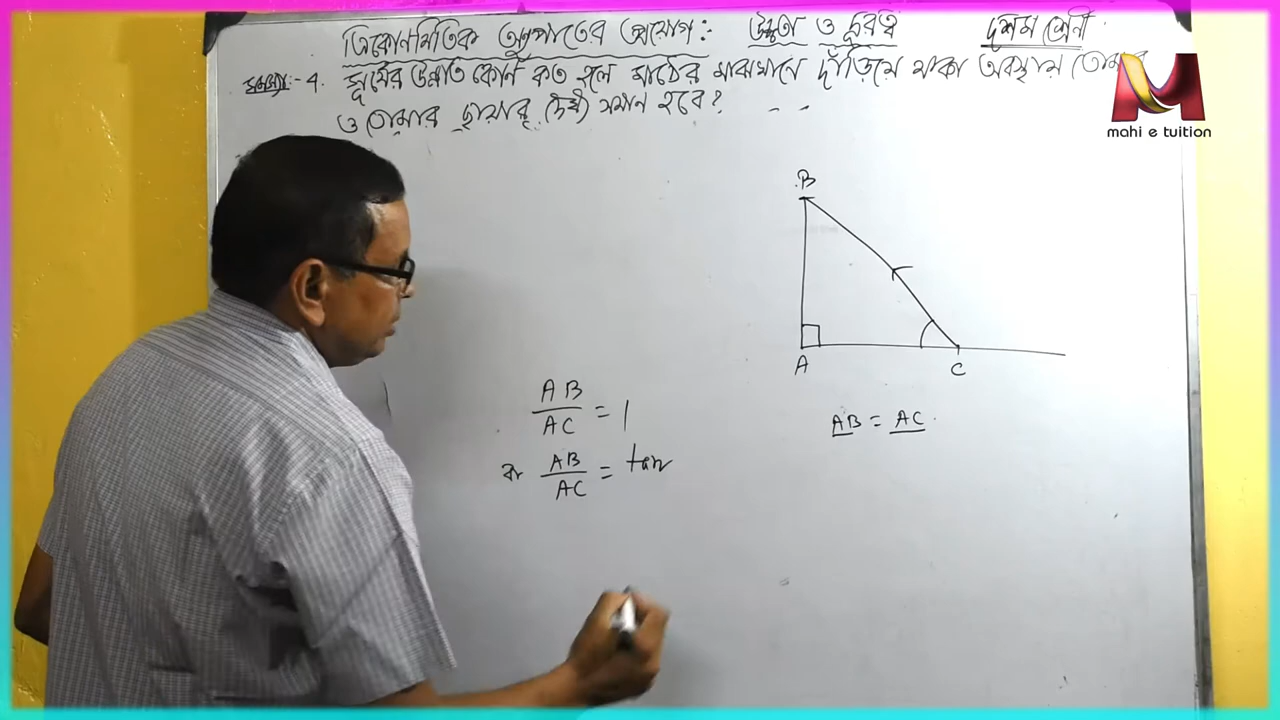 ত্রিকোণমিতিক অনুপাতের প্রয়োগ:- উচ্চতা ও দূরত্ব দশম শ্রেণী
সমস্যা:- 4. সূর্যের উন্নতি কোণ কত হলে মাঠের মাঝখানে দাঁড়িয়ে থাকা অবস্থায় তোমার
ও তোমার ছায়ার দৈর্ঘ্য সমান হবে?
mahi e tuition
B
A
C
AB/AC = 1
AB = AC
বা AB/AC = tan